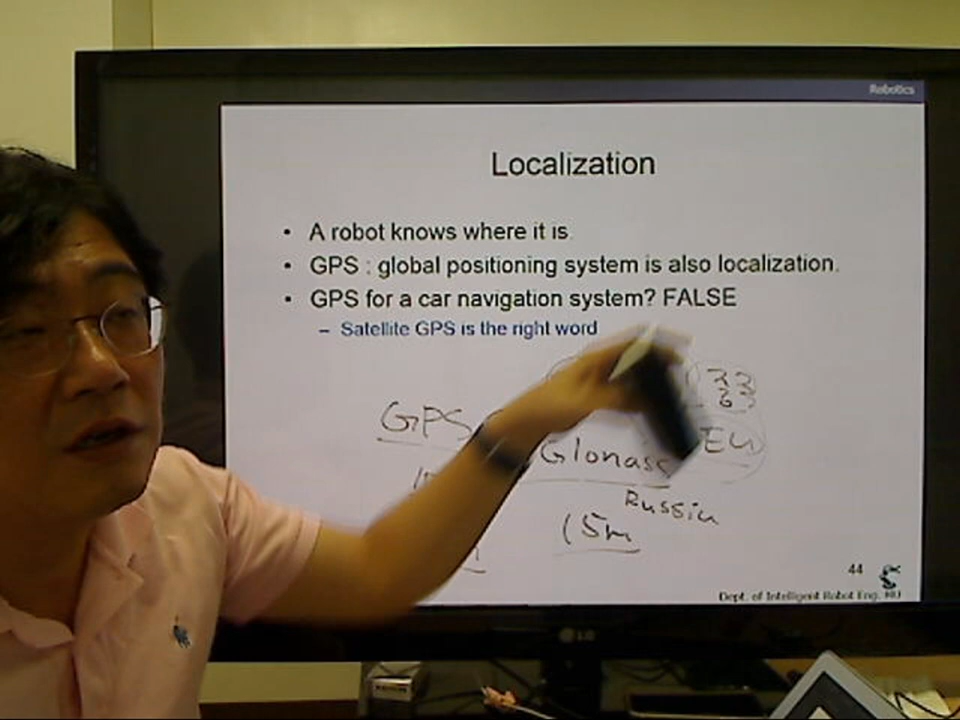 Robotics
Localization
• A robot knows where it is.
• GPS : global positioning system is also localization.
• GPS for a car navigation system? FALSE
– Satellite GPS is the right word
GPS
Glonass
EU
Russia
15m
44
Dept. of Intelligent Robot Eng. HU
LG